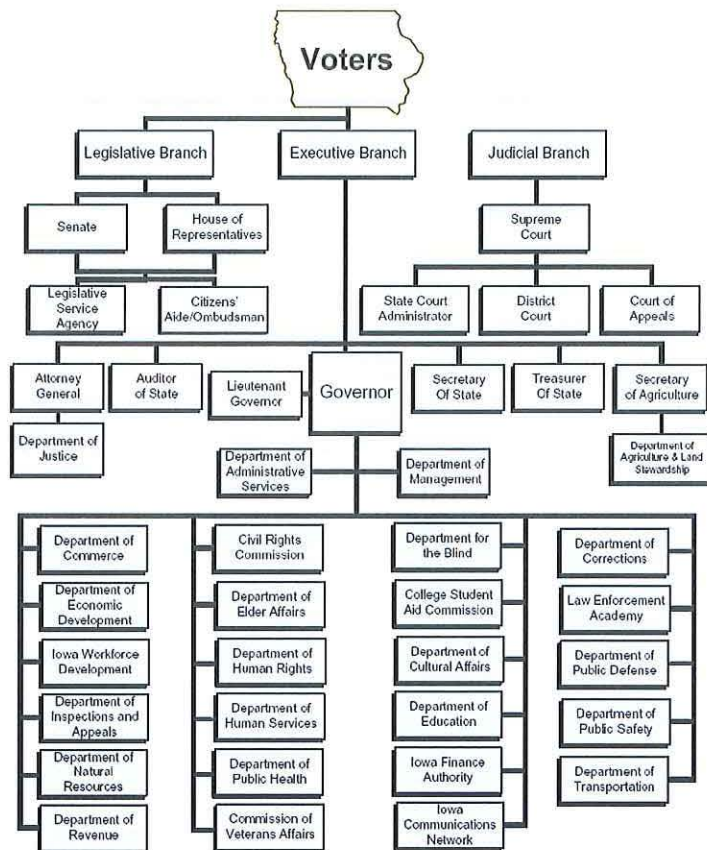 Voters
Legislative Branch
Executive Branch
Judicial Branch
Senate
House of
Representatives
Supreme
Court
Legislative
Service
Agency
Citizens'
Aide/Ombudsman
State Court
Administrator
District
Court
Court of
Appeals
Attorney
General
Auditor
of State
Lieutenant
Governor
Governor
Secretary
Of State
Treasurer
Of State
Secretary
of Agriculture
Department of
Justice
Department of
Agriculture & Land
Stewardship
Department of
Administrative
Services
Department of
Management
Department of
Commerce
Department of
Economic
Development
Iowa Workforce
Development
Department of
Inspections and
Appeals
Department of
Natural
Resources
Department of
Revenue
Civil Rights
Commission
Department of
Elder Affairs
Department of
Human Rights
Department of
Human Services
Department of
Public Health
Commission of
Veterans Affairs
Department for
the Blind
College Student
Aid Commission
Department of
Cultural Affairs
Department of
Education
Iowa Finance
Authority
Iowa
Communications
Network
Department of
Corrections
Law Enforcement
Academy
Department of
Public Defense
Department of
Public Safety
Department of
Transportation